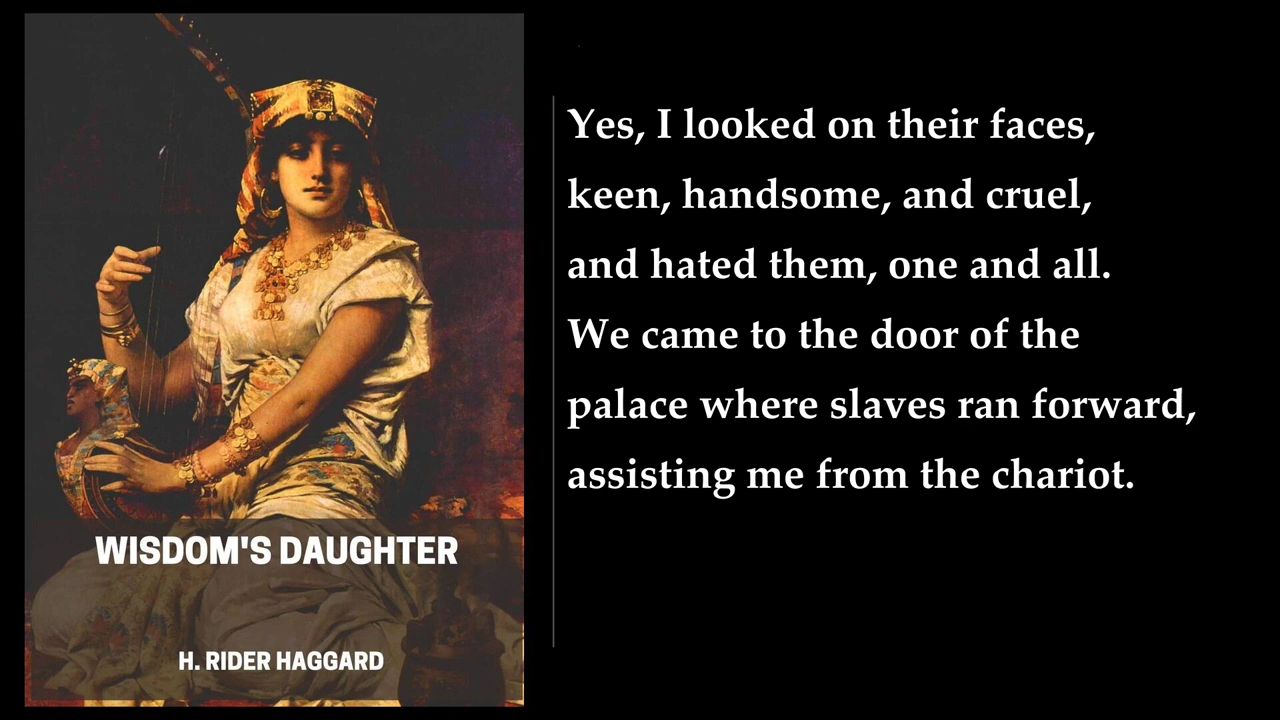 WISDOM'S DAUGHTER
H. RIDER HAGGARD
Yes, I looked on their faces,
keen, handsome, and cruel,
and hated them, one and all.
We came to the door of the
palace where slaves ran forward,
assisting me from the chariot.